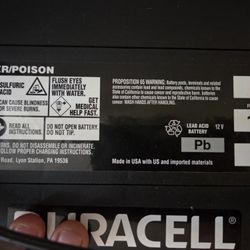 ER/POISON
SULFURIC
ACID
FLUSH EYES
IMMEDIATELY
WITH WATER.
CAN CAUSE BLINDNESS
OR SEVERE BURNS.
GET
MEDICAL
HELP FAST.
PROPOSITION 65 WARNING: Battery posts, terminals and related
accessories contain lead and lead compounds, chemicals known to the
State of California to cause cancer and reproductive harm. Batteries also
contain other chemicals known to the State of California to cause
cancer. WASH HANDS AFTER HANDLING.
READ ALL
INSTRUCTIONS.
DO NOT OPEN BATTERY.
DO NOT TIP.
LEAD ACID
BATTERY
12V
Pb
DO NOT DISCARD EXCEPT IN
Road, Lyon Station, PA 19536
Made in USA with US and imported materials
DURACELL